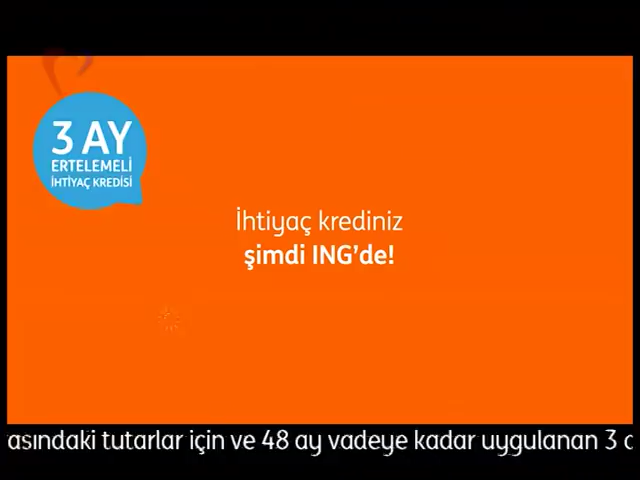 3 AY
ERTELEMELİ
İHTİYAÇ KREDİSİ
İhtiyaç krediniz
şimdi ING'de!
asındaki tutarlar için ve 48 ay vadeye kadar uygulanan 3